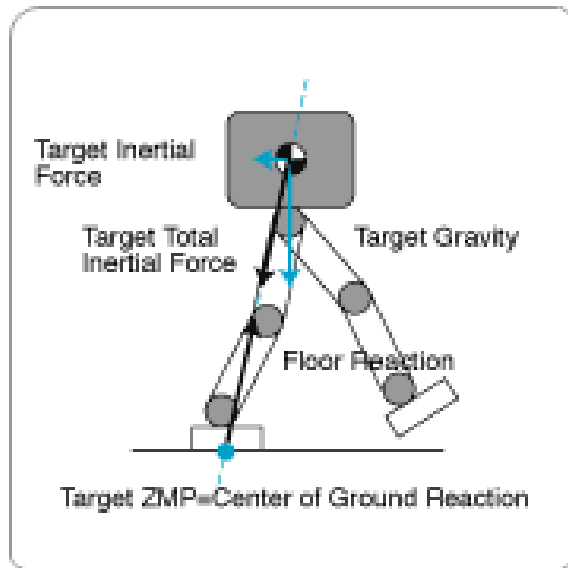 Target Inertial
Force
Target Total
Inertial Force
Target Gravity
Floor Reaction
Target ZMP=Center of Ground Reaction